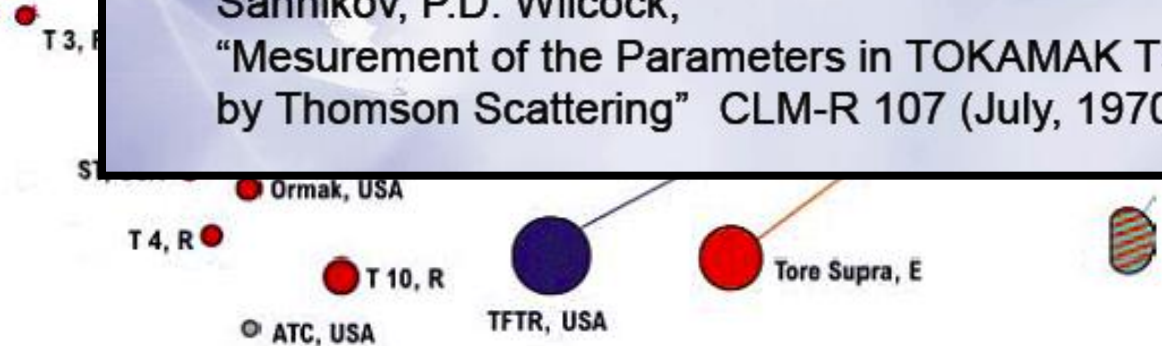 Sannikov, P.D. Wilcock,
T 3,
“Mesurement of the Parameters in TOKAMAK T
by Thomson Scattering” CLM-R 107 (July, 1970
Ormak, USA
T 4, R
T 10, R
Tore Supra, E
TFTR, USA
ATC, USA